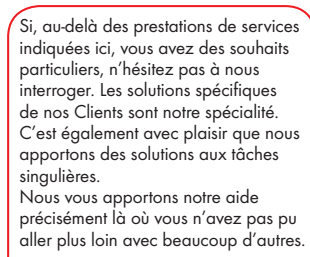 Si, au-delà des prestations de services
indiquées ici, vous avez des souhaits
particuliers, n'hésitez pas à nous
interroger. Les solutions spécifiques
de nos Clients sont notre spécialité.
C'est également avec plaisir que nous
apportons des solutions aux tâches
singulières.
Nous vous apportons notre aide
précisément là où vous n'avez pas pu
aller plus loin avec beaucoup d'autres.